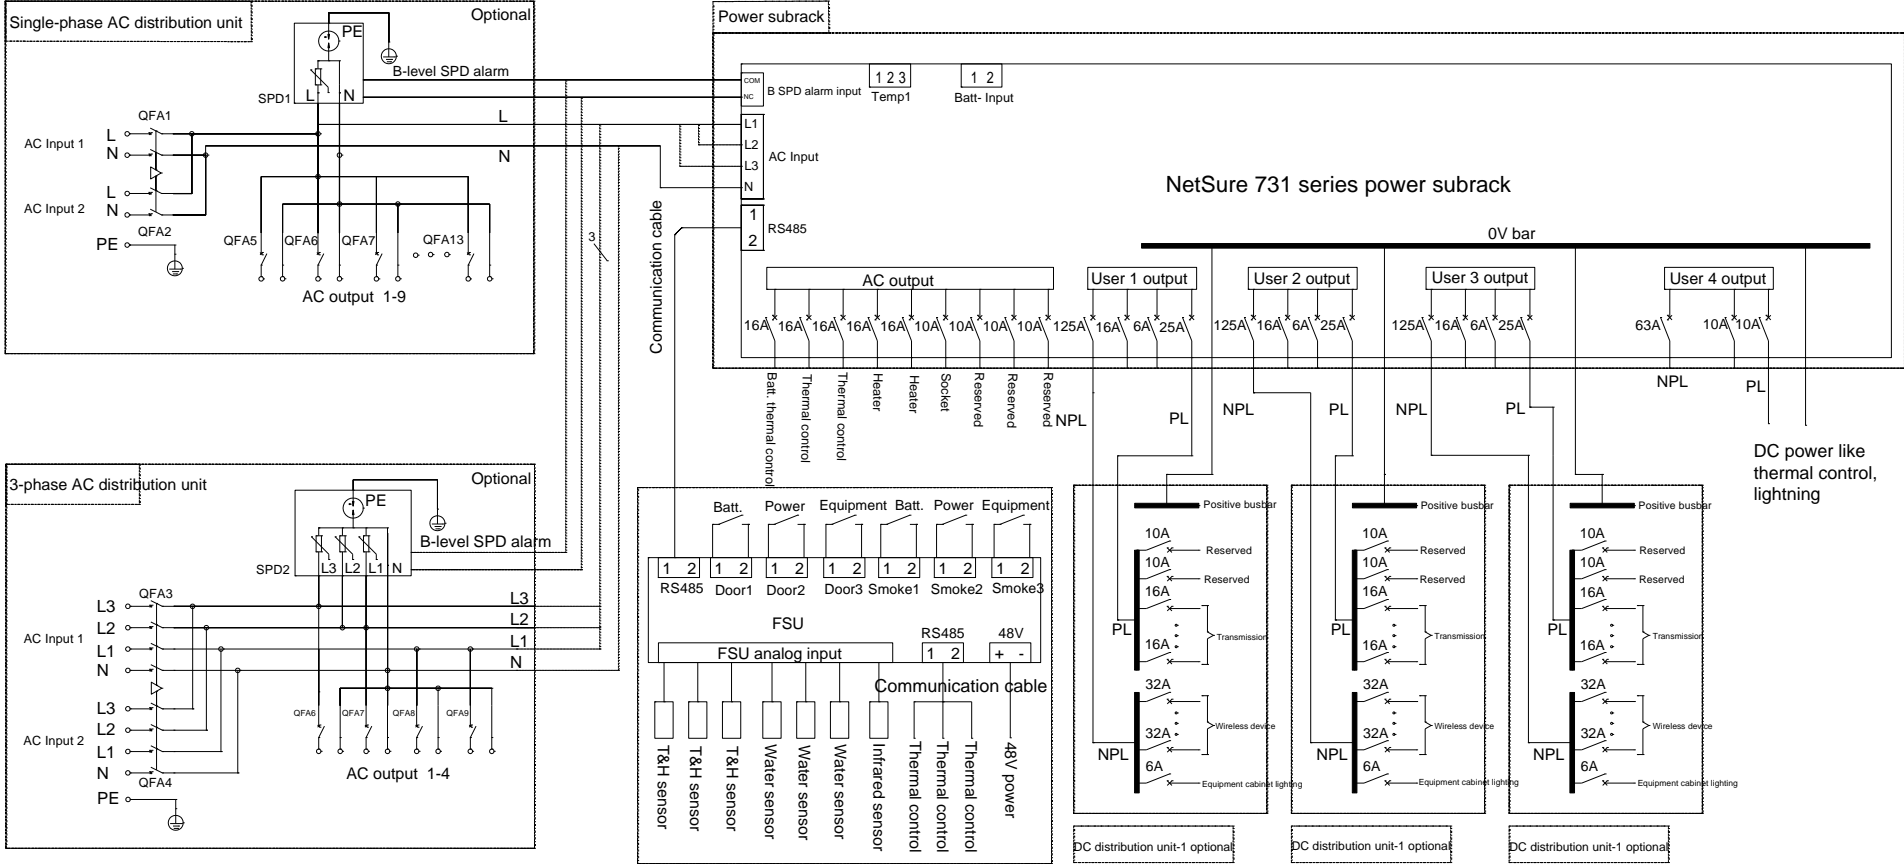 Single-phase AC distribution unit
Optional
PE
B-level SPD alarm
SPD1
L
N
QFA1
AC Input 1
L
N
L
N
AC Input 2
QFA2
PE
L
N
QFA5
QFA6
QFA7
QFA13
AC output 1-9
3
Communication cable
3-phase AC distribution unit
Optional
PE
B-level SPD alarm
SPD2
L3
L2
L1
N
QFA3
AC Input 1
L3
L2
L1
N
L3
L2
L1
N
AC Input 2
L3
L2
L1
N
QFA4
PE
QFA6
QFA7
QFA8
QFA9
AC output 1-4
Power subrack
COM
NC
B SPD alarm input
1 2 3
Temp1
1 2
Batt- Input
L1
L2
L3
N
AC Input
1
2
RS485
NetSure 731 series power subrack
0V bar
AC output
User 1 output
User 2 output
User 3 output
User 4 output
16A
16A
16A
16A
16A
10A
10A
10A
10A
125A
16A
6A
25A
125A
16A
6A
25A
125A
16A
6A
25A
63A
10A
10A
Batt. thermal control
Thermal control
Thermal control
Heater
Heater
Socket
Reserved
Reserved
Reserved
NPL
PL
NPL
PL
NPL
PL
NPL
PL
DC power like
thermal control,
lightning
Batt.
Power
Equipment
Batt.
Power
Equipment
1 2
1 2
1 2
1 2
1 2
1 2
1 2
RS485
Door1
Door2
Door3
Smoke1
Smoke2
Smoke3
FSU
RS485
48V
FSU analog input
1 2
+ -
Communication cable
T&H sensor
T&H sensor
T&H sensor
Water sensor
Water sensor
Water sensor
Infrared sensor
Thermal control
Thermal control
Thermal control
48V power
Positive busbar
10A
Reserved
10A
Reserved
16A
PL
Transmission
16A
32A
Wireless device
32A
NPL
6A
Equipment cabinet lighting
DC distribution unit-1 optional
Positive busbar
10A
Reserved
10A
Reserved
16A
PL
Transmission
16A
32A
Wireless device
32A
NPL
6A
Equipment cabinet lighting
DC distribution unit-1 optional
Positive busbar
10A
Reserved
10A
Reserved
16A
PL
Transmission
16A
32A
Wireless device
32A
NPL
6A
Equipment cabinet lighting
DC distribution unit-1 optional